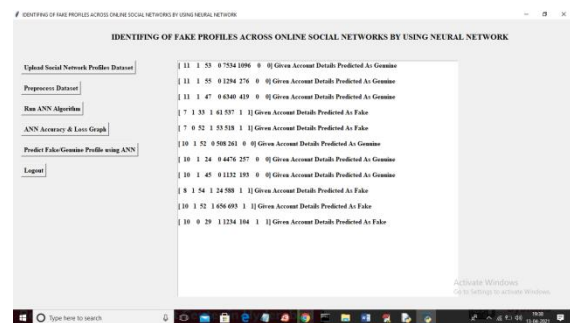 IDENTIFING OF FAKE PROFILES ACROSS ONLINE SOCIAL NETWORKS BY USING NEURAL NETWORK
IDENTIFING OF FAKE PROFILES ACROSS ONLINE SOCIAL NETWORKS BY USING NEURAL NETWORK
Upload Social Network Profiles Dataset
Preprocess Dataset
Run ANN Algorithm
ANN Accuracy & Loss Graph
Predict Fake/Genuine Profile using ANN
Logout
[ 11 1 53 0 7534 1096 0 0] Given Account Details Predicted As Genuine
[ 11 1 55 0 1294 276 0 0] Given Account Details Predicted As Genuine
[ 11 1 47 0 6340 419 0 0] Given Account Details Predicted As Genuine
[ 7 1 33 1 61 537 1 1] Given Account Details Predicted As Fake
[ 7 0 52 1 53 518 1 1] Given Account Details Predicted As Fake
[10 1 52 0 508 261 0 0] Given Account Details Predicted As Genuine
[ 10 1 24 0 4476 257 0 0] Given Account Details Predicted As Genuine
[ 10 1 45 0 1132 193 0 0] Given Account Details Predicted As Genuine
[ 8 1 54 1 24 588 1 1] Given Account Details Predicted As Fake
[10 1 52 1 656 693 1 1] Given Account Details Predicted As Fake
[ 10 0 29 1 1234 104 1 1] Given Account Details Predicted As Fake
Activate Windows
Go to Settings to activate Windows.
Type here to search
19:30